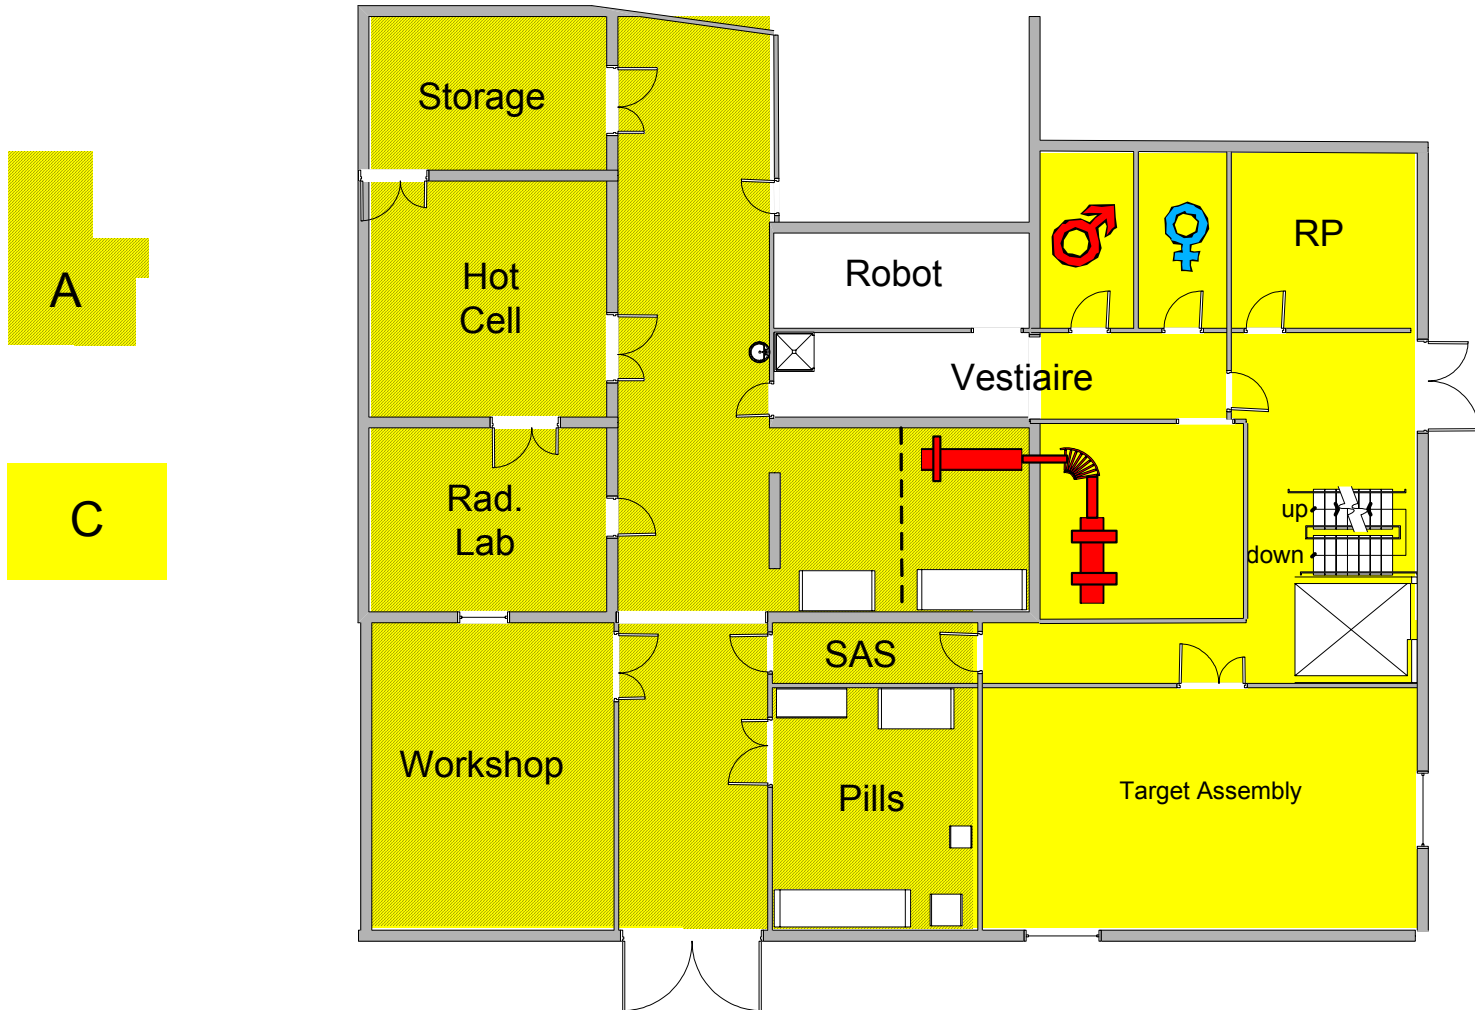 Storage
A
Hot
Cell
Robot
RP
Vestiaire
C
Rad.
Lab
up
down
SAS
Workshop
Pills
Target Assembly